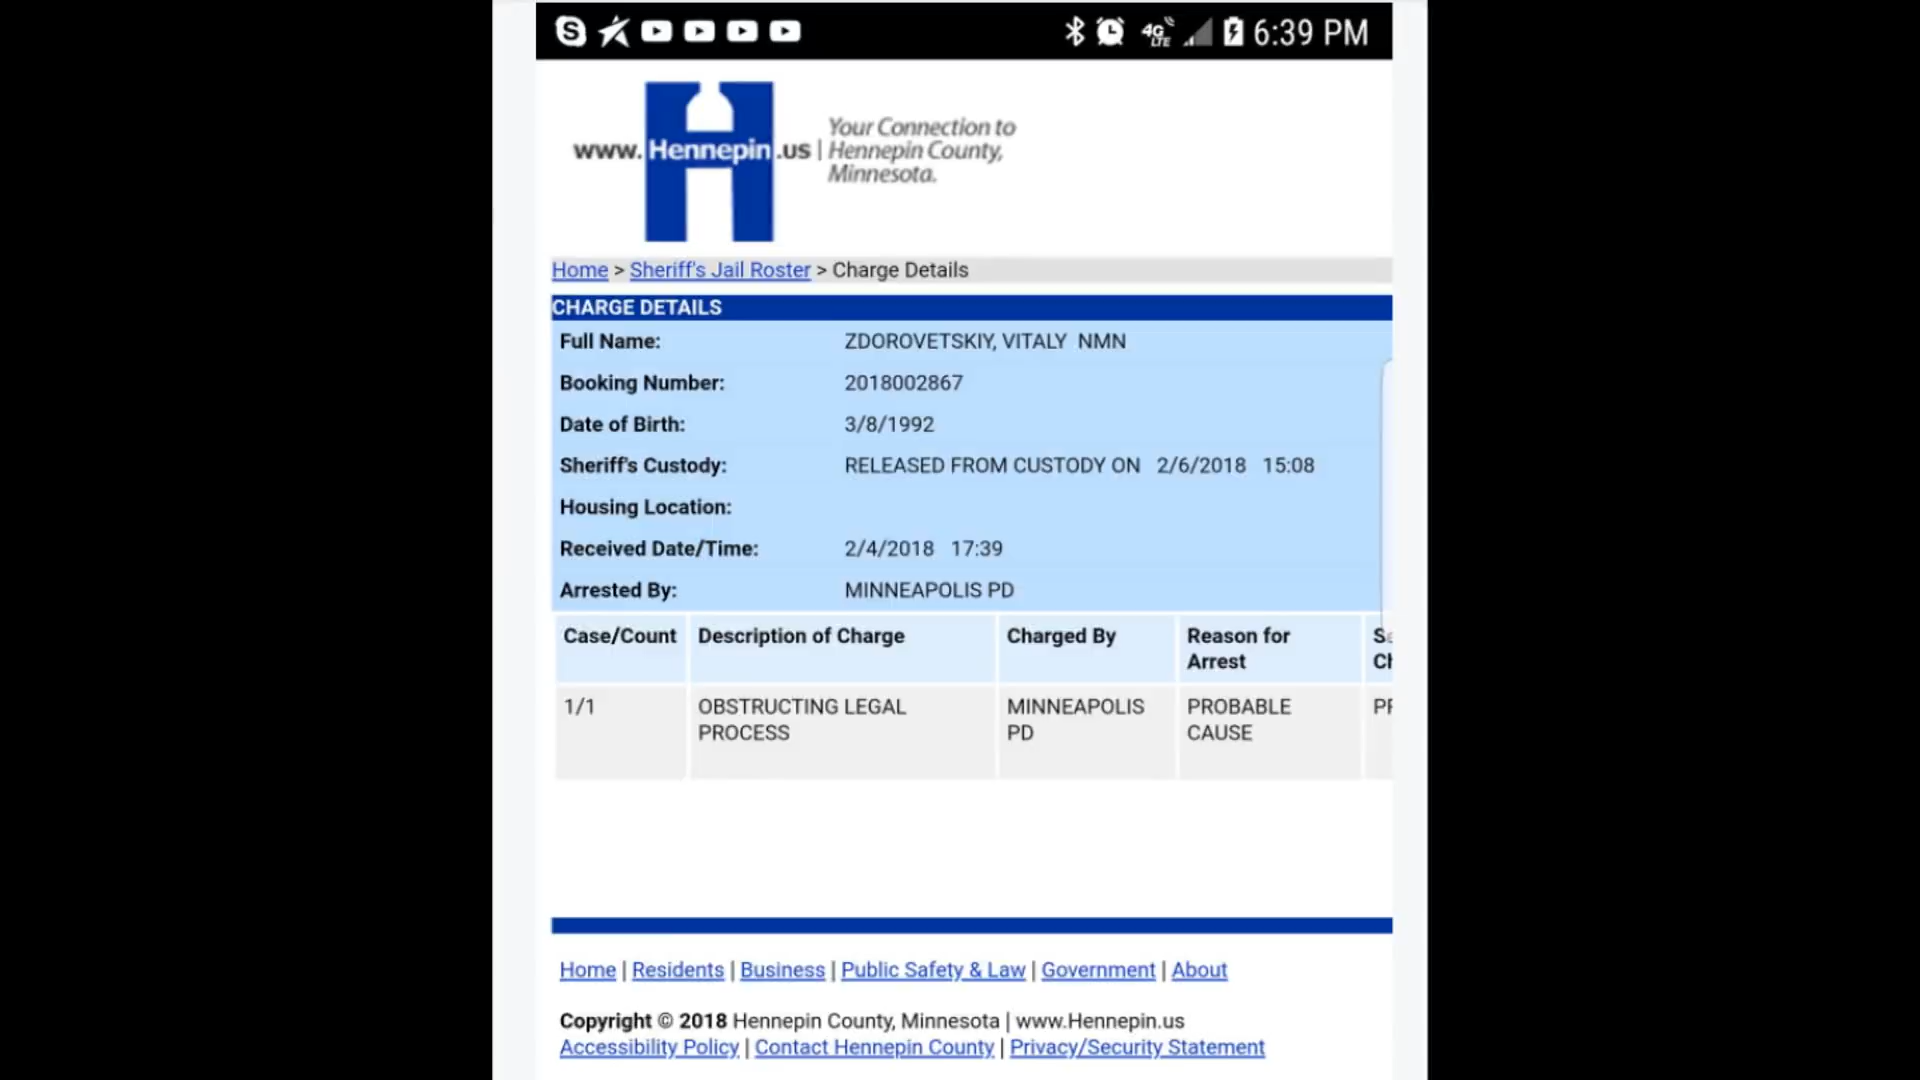 6:39 PM
www.Hennepin.us | Your Connection to
Hennepin County,
Minnesota.
Home > Sheriff's Jail Roster > Charge Details
CHARGE DETAILS
Full Name: ZDOROVETSKIY, VITALY NMN
Booking Number: 2018002867
Date of Birth: 3/8/1992
Sheriff's Custody: RELEASED FROM CUSTODY ON 2/6/2018 15:08
Housing Location:
Received Date/Time: 2/4/2018 17:39
Arrested By: MINNEAPOLIS PD
Case/Count Description of Charge Charged By Reason for
Arrest
1/1 OBSTRUCTING LEGAL MINNEAPOLIS PROBABLE
PROCESS PD CAUSE
Home | Residents | Business | Public Safety & Law | Government | About
Copyright © 2018 Hennepin County, Minnesota | www.Hennepin.us
Accessibility Policy | Contact Hennepin County | Privacy/Security Statement